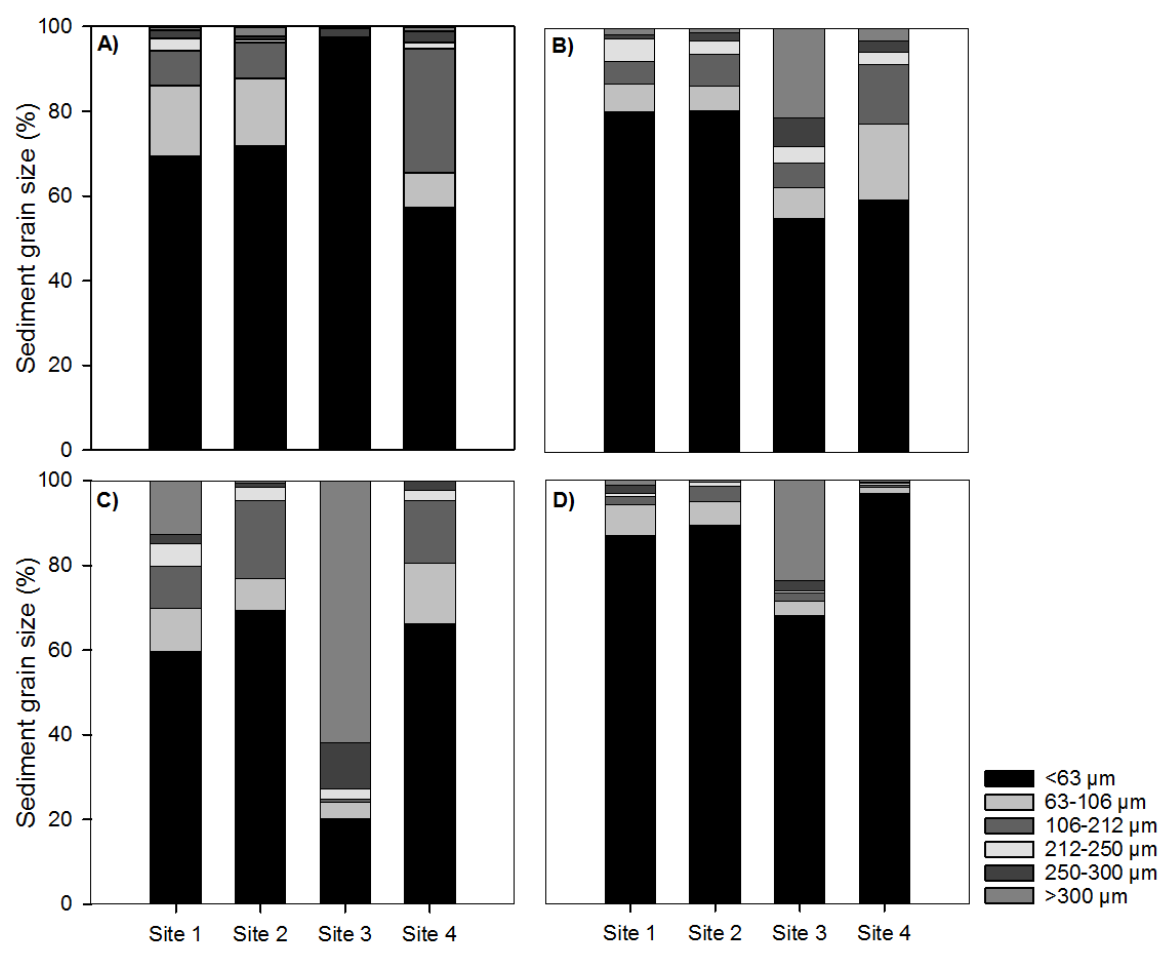 Sediment grain size (%)
100
80
60
40
20
0
A)
B)
Sediment grain size (%)
100
80
60
40
20
0
C)
D)
Site 1 Site 2 Site 3 Site 4
Site 1 Site 2 Site 3 Site 4
<63 µm
63-106 µm
106-212 µm
212-250 µm
250-300 µm
>300 µm